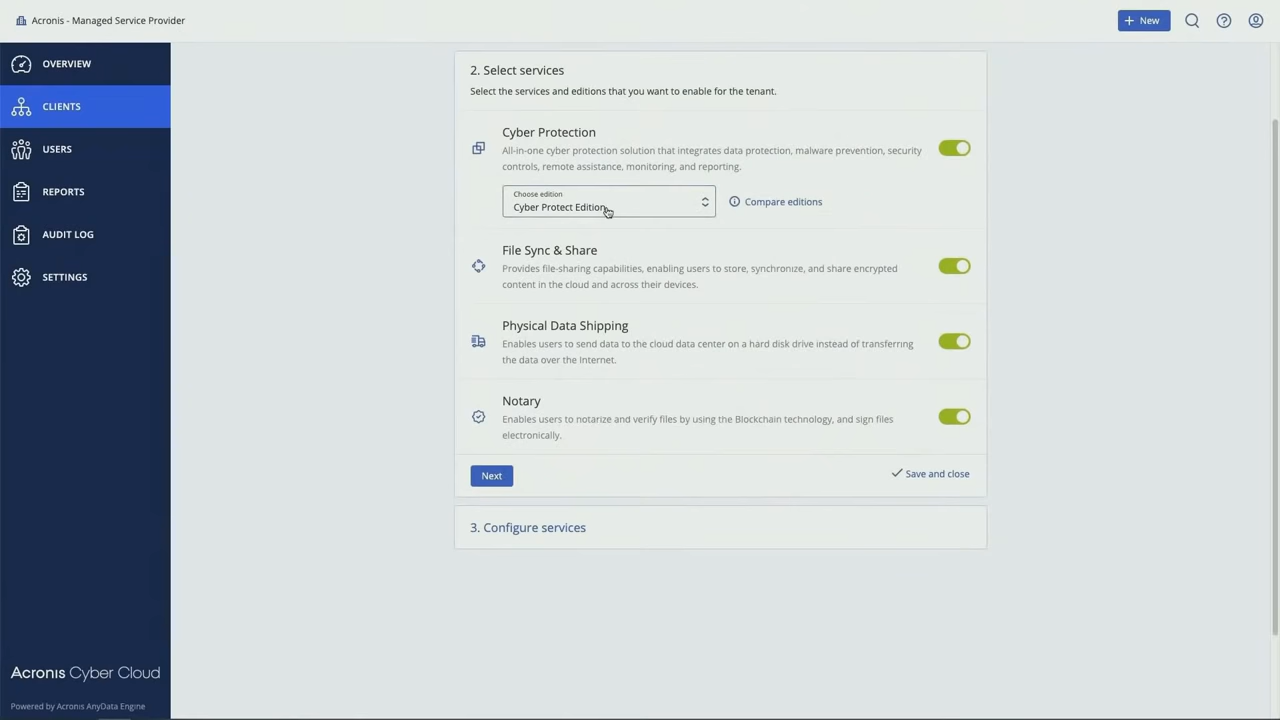 Acronis - Managed Service Provider
New
OVERVIEW
CLIENTS
USERS
REPORTS
AUDIT LOG
SETTINGS
2. Select services
Select the services and editions that you want to enable for the tenant.
Cyber Protection
All-in-one cyber protection solution that integrates data protection, malware prevention, security
controls, remote assistance, monitoring, and reporting.
Choose edition
Cyber Protect Edition
Compare editions
File Sync & Share
Provides file-sharing capabilities, enabling users to store, synchronize, and share encrypted
content in the cloud and across their devices.
Physical Data Shipping
Enables users to send data to the cloud data center on a hard disk drive instead of transferring
the data over the Internet.
Notary
Enables users to notarize and verify files by using the Blockchain technology, and sign files
electronically.
Next
Save and close
3. Configure services
Acronis Cyber Cloud
Powered by Acronis AnyData Engine